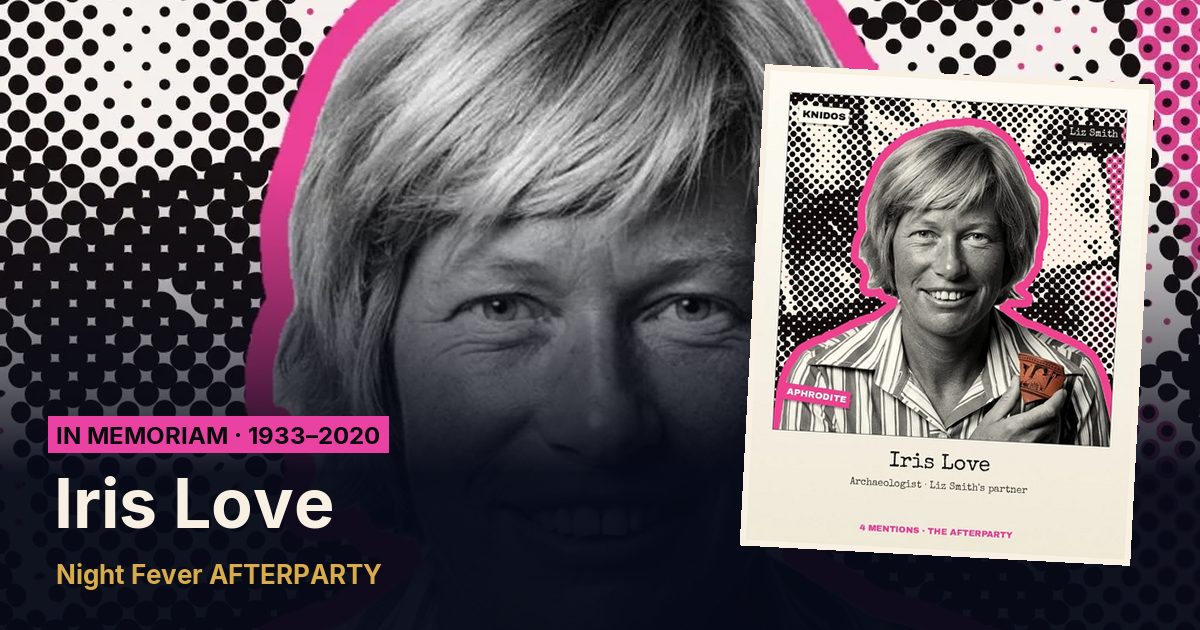 IN MEMORIAM · 1933–2020
Iris Love
Night Fever AFTERPARTY
KNIDOS
Liz Smith
APHRODITE
Iris Love
Archaeologist · Liz Smith's partner
4 MENTIONS · THE AFTERPARTY